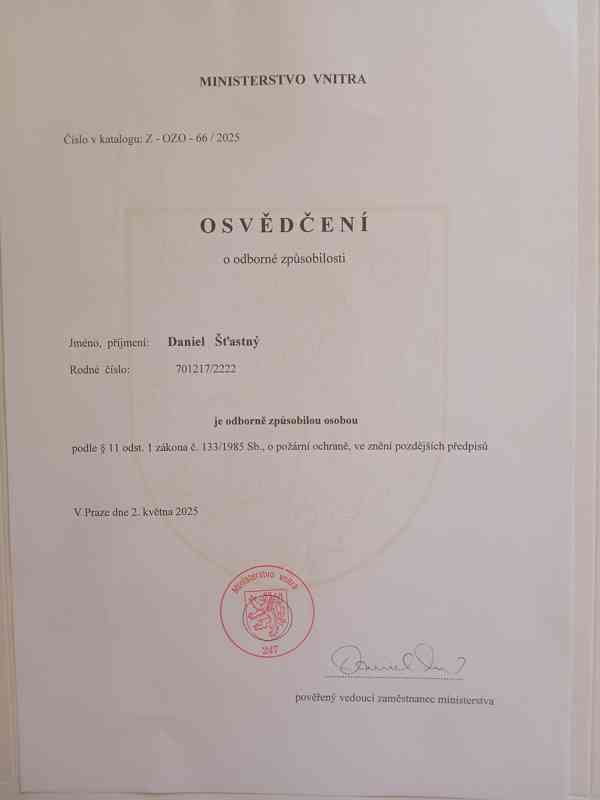 MINISTERSTVO VNITRA
Číslo v katalogu: Z - OZO - 66 / 2025
OSVĚDČENÍ
o odborné způsobilosti
Jméno, příjmení: Daniel Šťastný
Rodné číslo: 701217/2222
je odborně způsobilou osobou
podle § 11 odst. 1 zákona č. 133/1985 Sb., o požární ochraně, ve znění pozdějších předpisů
V Praze dne 2. května 2025
Ministerstvo vnitra
247
pověřený vedoucí zaměstnanec ministerstva